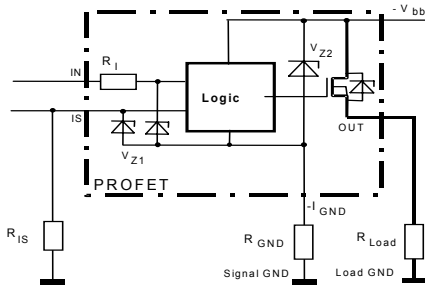 - V bb
IN
R I
V Z2
Logic
IS
OUT
V Z1
PROFET
-I GND
R IS
R GND
R Load
Signal GND
Load GND